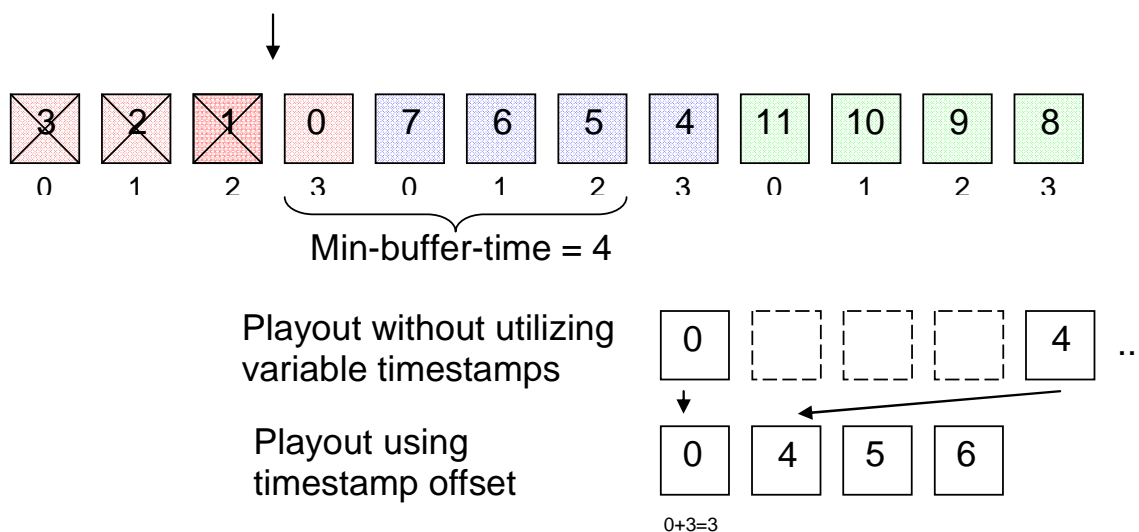 3 2 1 0 7 6 5 4 11 10 9 8
0 1 2 3 0 1 2 3 0 1 2 3
Min-buffer-time = 4
Playout without utilizing
variable timestamps
0 4 ..
Playout using
timestamp offset
0 4 5 6
0+3=3